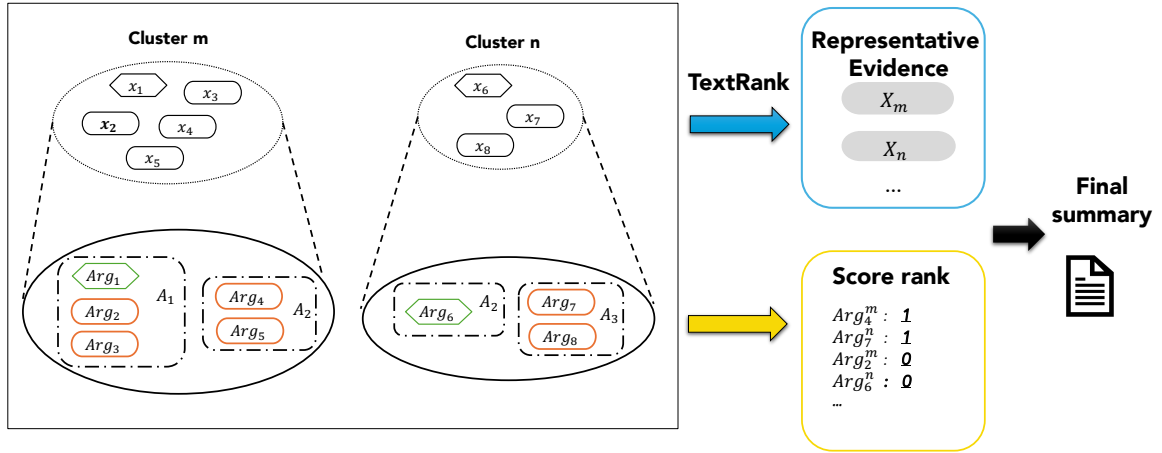 Cluster m
x₁
x₃
x₂
x₄
x₅
Cluster n
x₆
x₇
x₈
Arg₁
Arg₂
Arg₃
A₁
Arg₄
Arg₅
A₂
Arg₆
A₂
Arg₇
Arg₈
A₃
TextRank
Representative
Evidence
Xₘ
Xₙ
...
Score rank
Arg₄ᵐ : 1
Arg₇ⁿ : 1
Arg₂ᵐ : 0
Arg₆ⁿ : 0
...
Final
summary